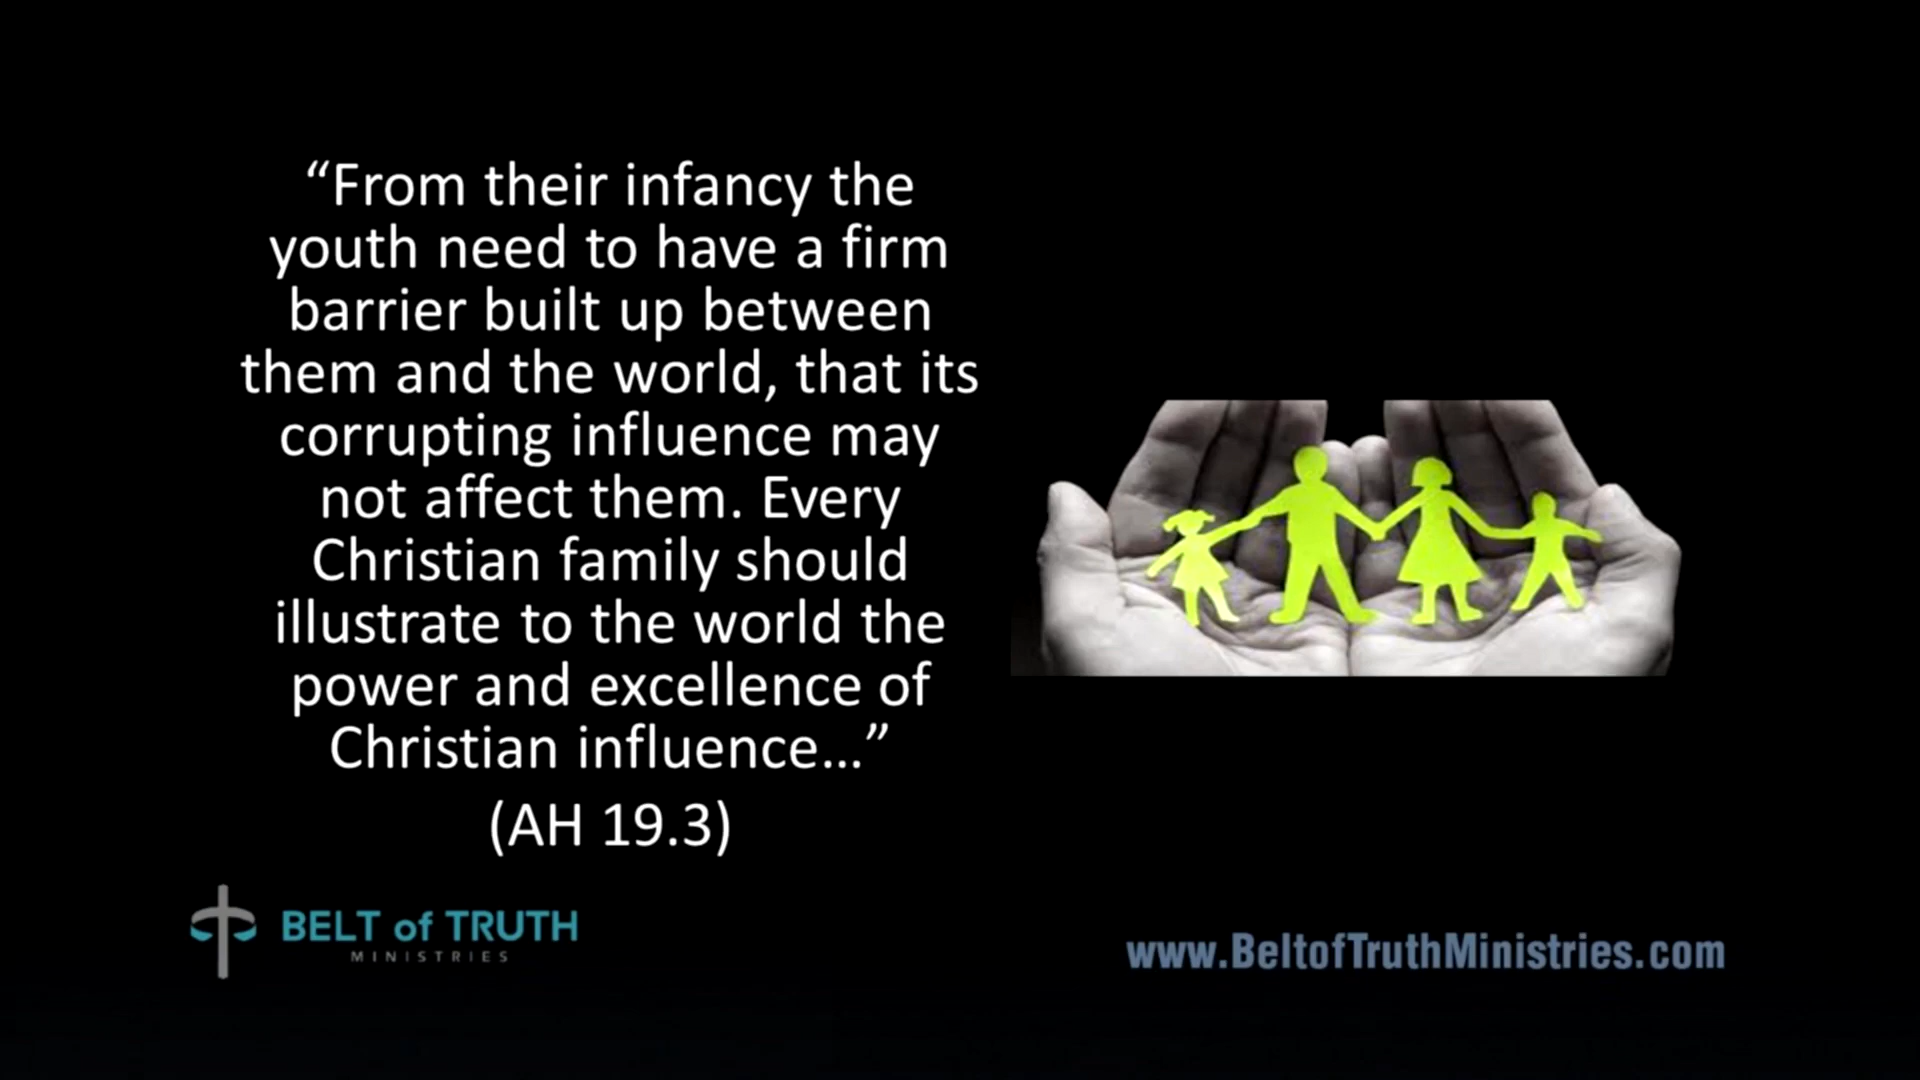 “From their infancy the
youth need to have a firm
barrier built up between
them and the world, that its
corrupting influence may
not affect them. Every
Christian family should
illustrate to the world the
power and excellence of
Christian influence…”
(AH 19.3)
BELT of TRUTH
MINISTRIES
www.BeltofTruthMinistries.com